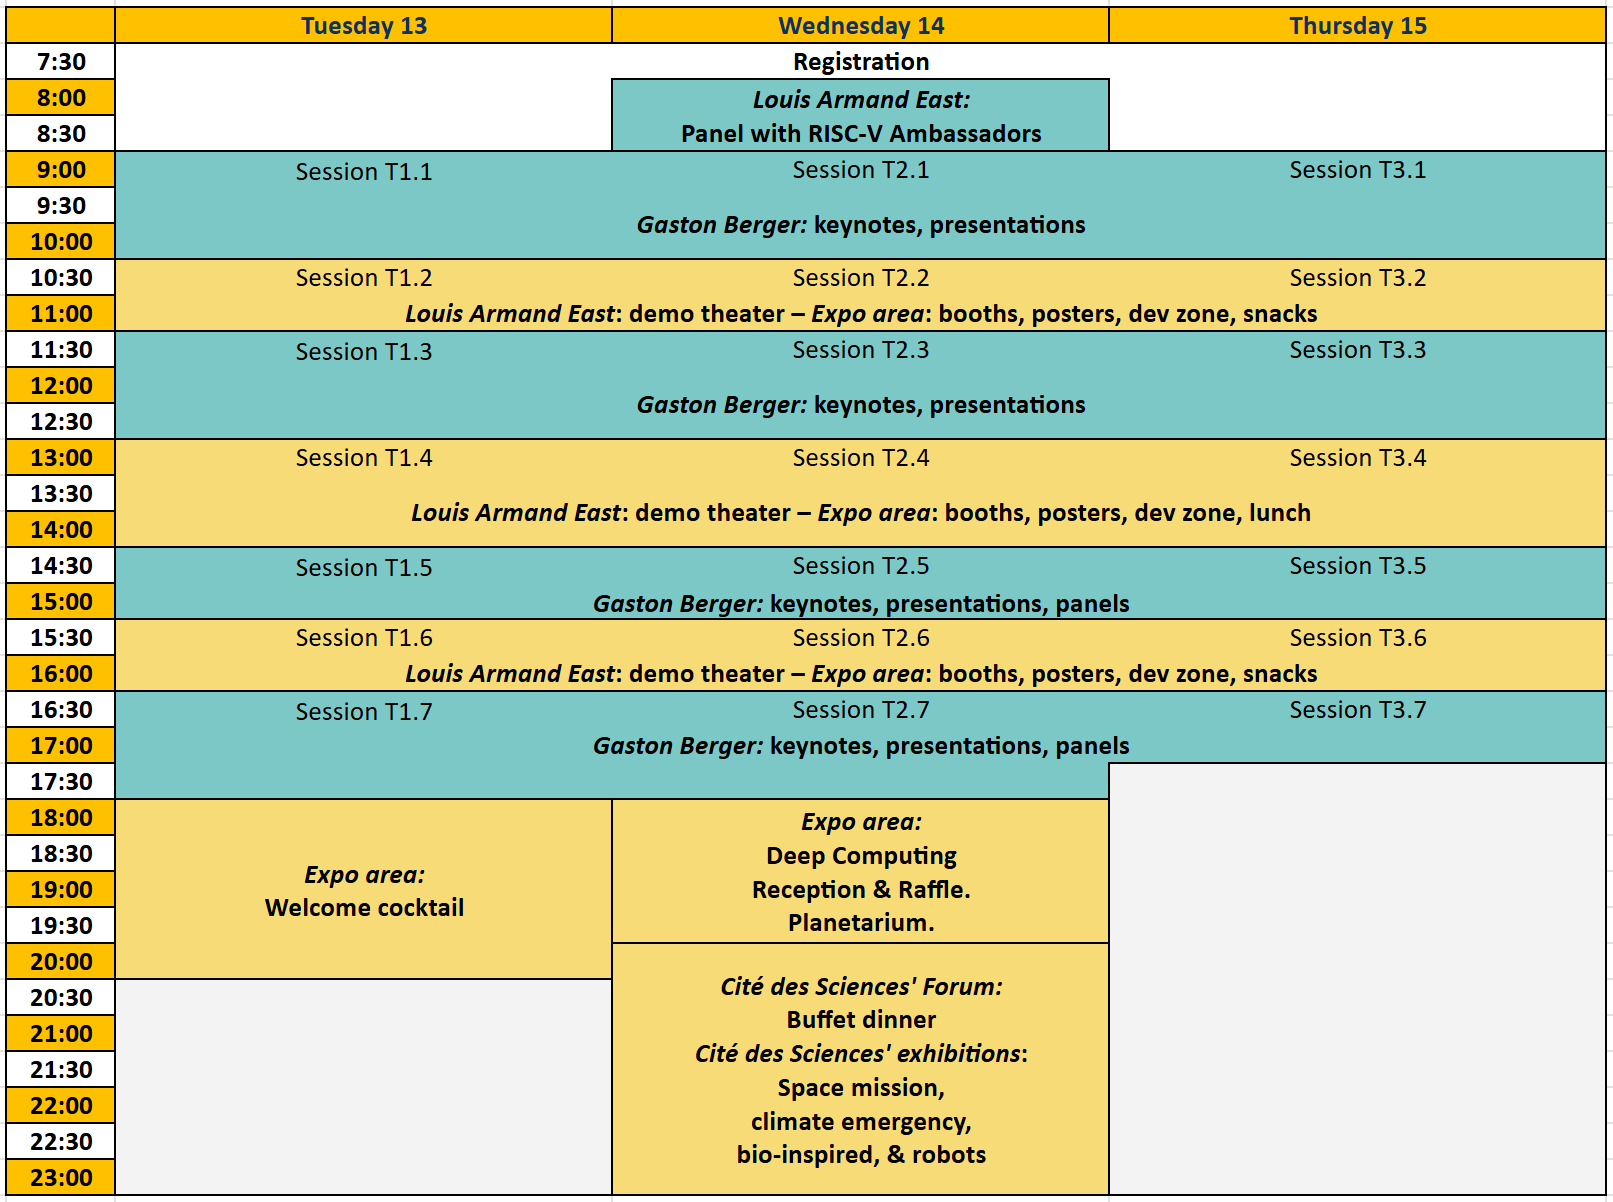 Tuesday 13 Wednesday 14 Thursday 15
7:30 Registration
8:00 Louis Armand East:
8:30 Panel with RISC-V Ambassadors
9:00 Session T1.1 Session T2.1 Session T3.1
9:30
Gaston Berger: keynotes, presentations
10:00
10:30 Session T1.2 Session T2.2 Session T3.2
11:00 Louis Armand East: demo theater – Expo area: booths, posters, dev zone, snacks
11:30 Session T1.3 Session T2.3 Session T3.3
12:00
Gaston Berger: keynotes, presentations
12:30
13:00 Session T1.4 Session T2.4 Session T3.4
13:30
Louis Armand East: demo theater – Expo area: booths, posters, dev zone, lunch
14:00
14:30 Session T1.5 Session T2.5 Session T3.5
15:00 Gaston Berger: keynotes, presentations, panels
15:30 Session T1.6 Session T2.6 Session T3.6
16:00 Louis Armand East: demo theater – Expo area: booths, posters, dev zone, snacks
16:30 Session T1.7 Session T2.7 Session T3.7
17:00 Gaston Berger: keynotes, presentations, panels
17:30
18:00
18:30
19:00
19:30
20:00
20:30
21:00
21:30
22:00
22:30
23:00
Expo area:
Welcome cocktail
Expo area:
Deep Computing
Reception & Raffle.
Planetarium.
Cité des Sciences' Forum:
Buffet dinner
Cité des Sciences' exhibitions:
Space mission,
climate emergency,
bio-inspired, & robots